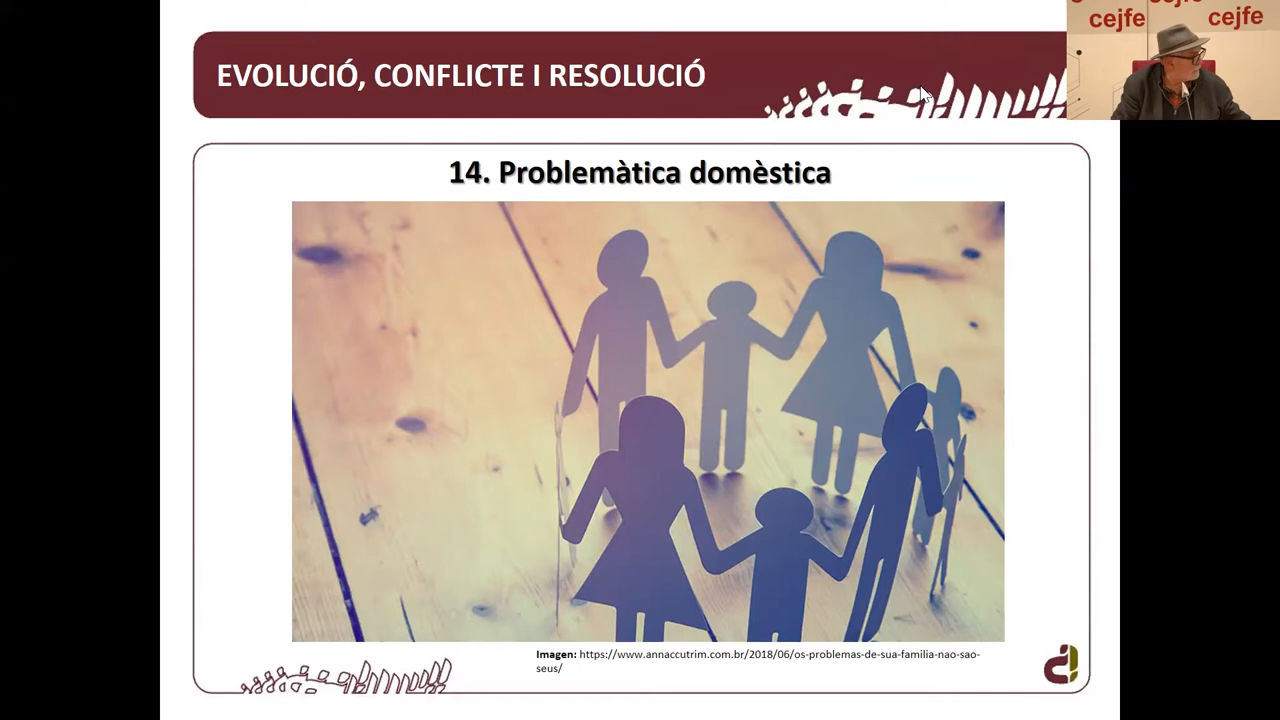 EVOLUCIÓ, CONFLICTE I RESOLUCIÓ
cejfe
cejfe
14. Problemàtica domèstica
Imagen: https://www.annaccutrim.com.br/2018/06/os-problemas-de-sua-familia-nao-sao-
seus/